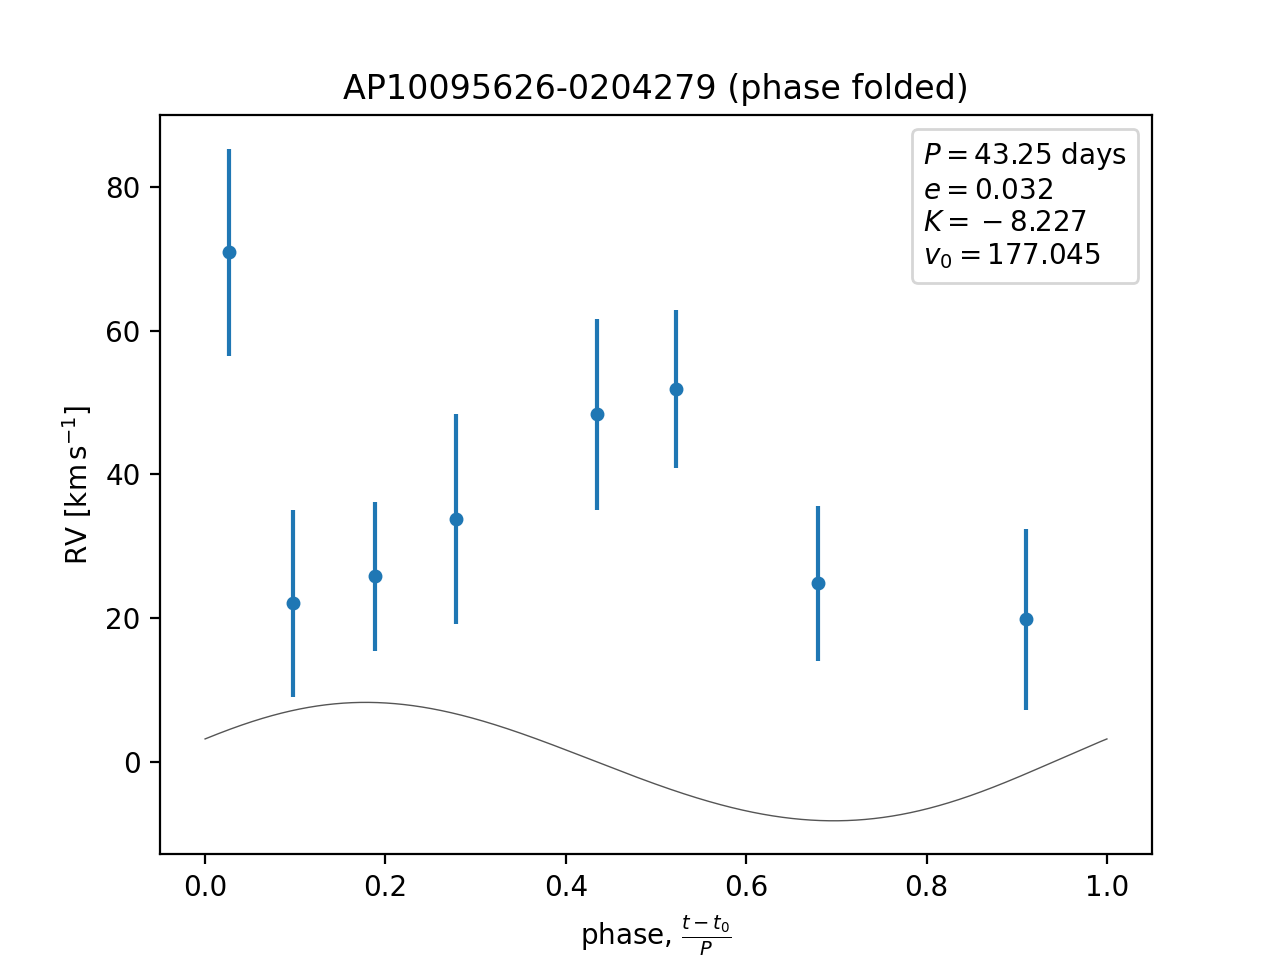 AP10095626-0204279 (phase folded)
P = 43.25 days
e = 0.032
K = −8.227
v₀ = 177.045
RV [km s⁻¹]
80
60
40
20
0
0.0 0.2 0.4 0.6 0.8 1.0
phase, (t − t₀)/P